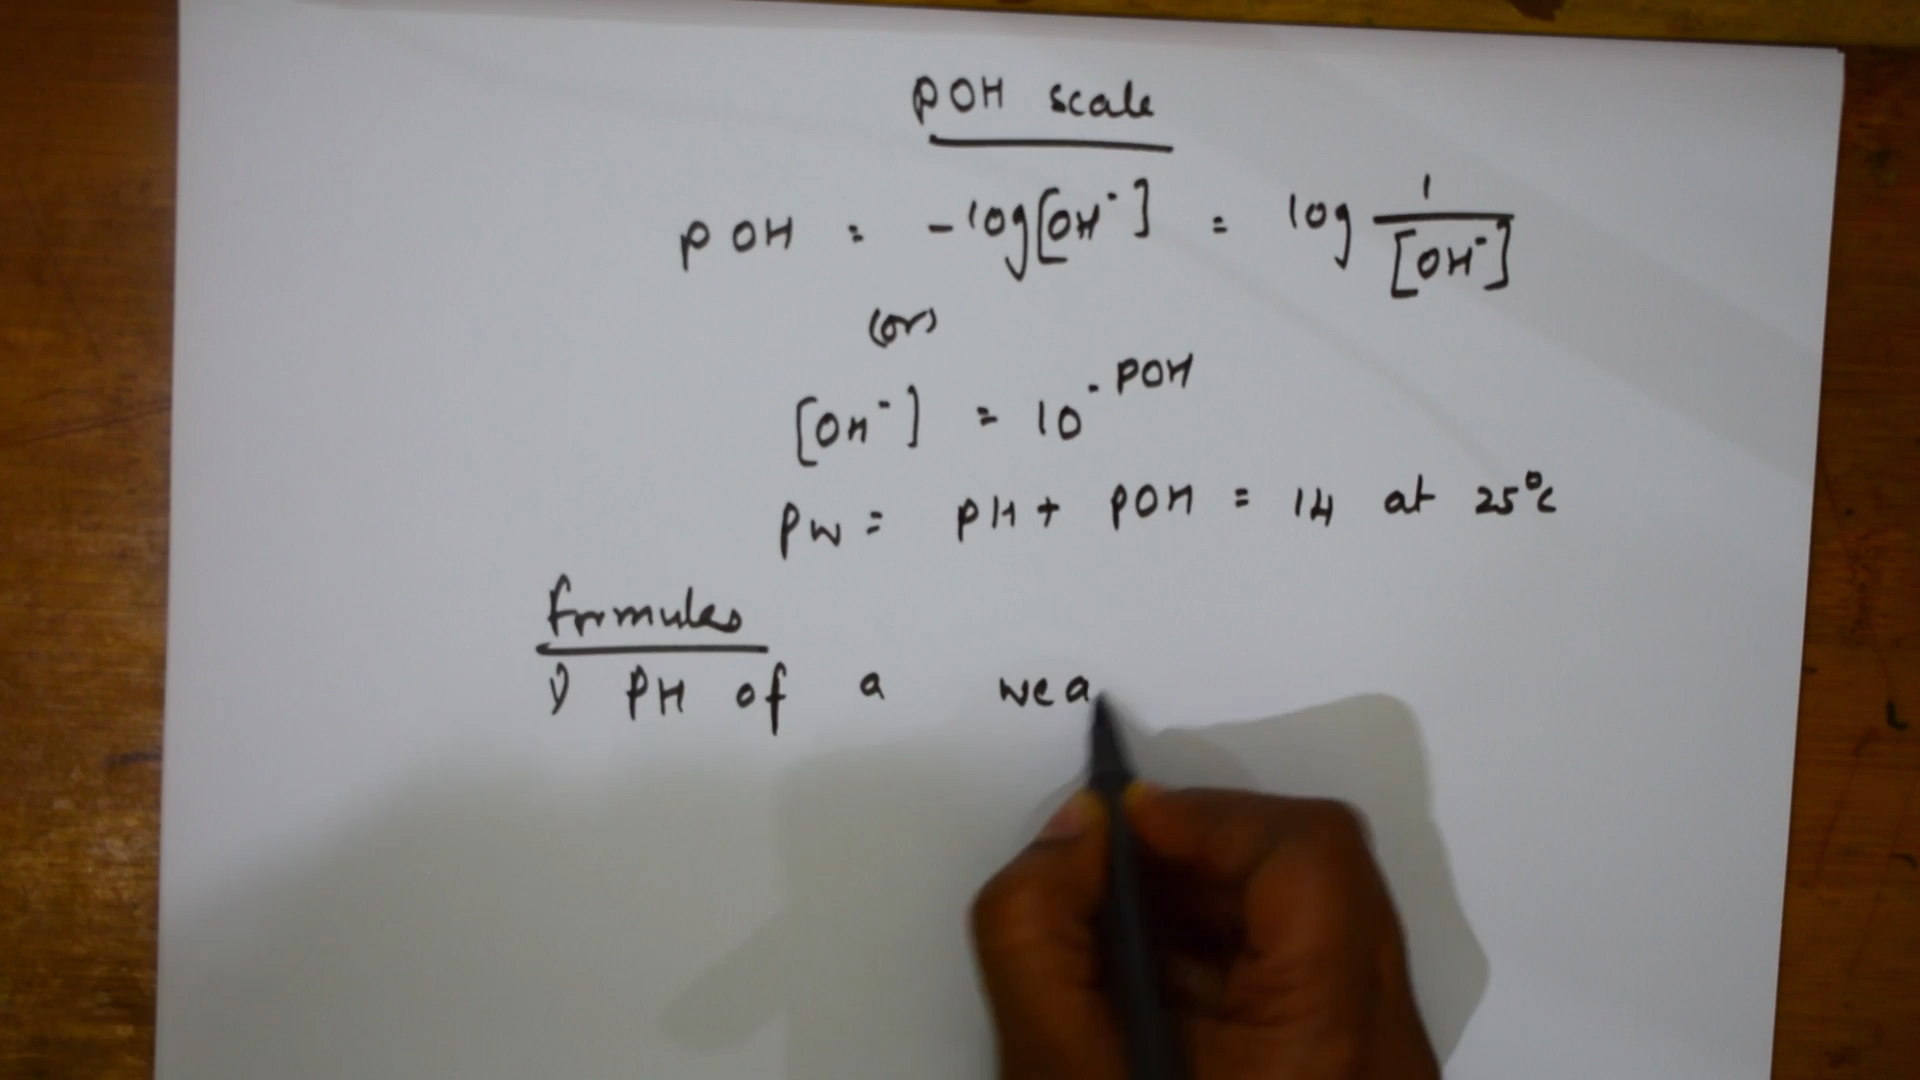 POH scale
POH = -log[OH⁻] = log 1/[OH⁻]
(or)
[OH⁻] = 10^-POH
PW = PH + POH = 14 at 25°C
formulas
1) PH of a wea